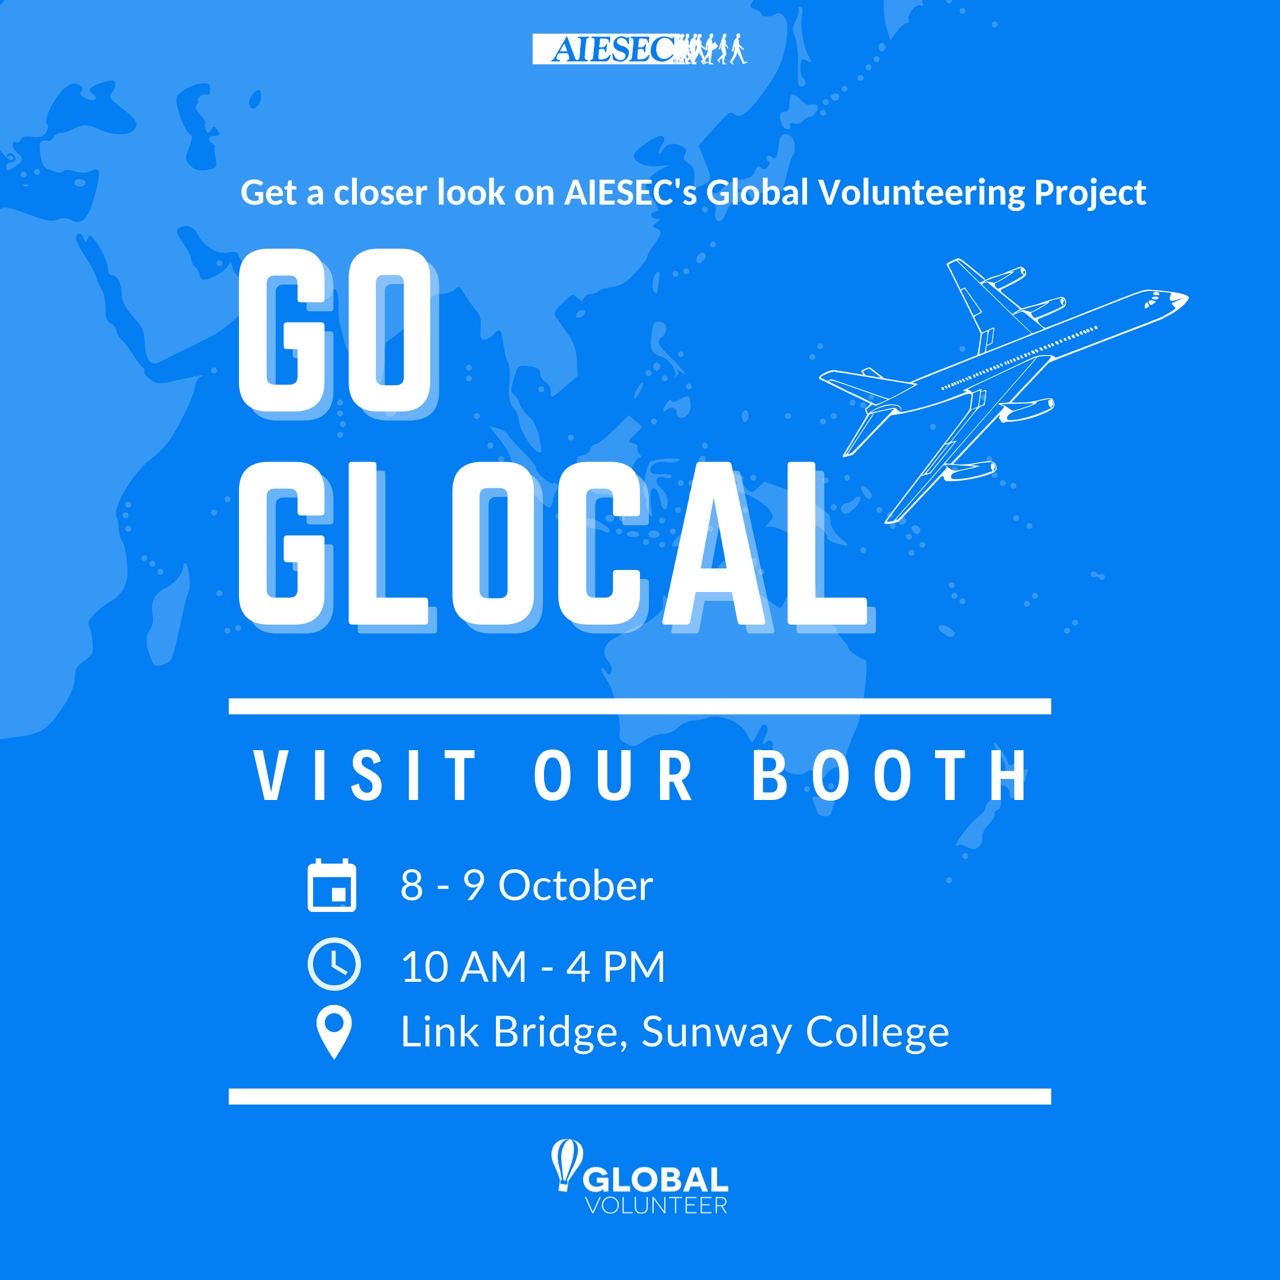 AIESEC
Get a closer look on AIESEC's Global Volunteering Project
GO
GLOCAL
VISIT OUR BOOTH
8 - 9 October
10 AM - 4 PM
Link Bridge, Sunway College
GLOBAL
VOLUNTEER